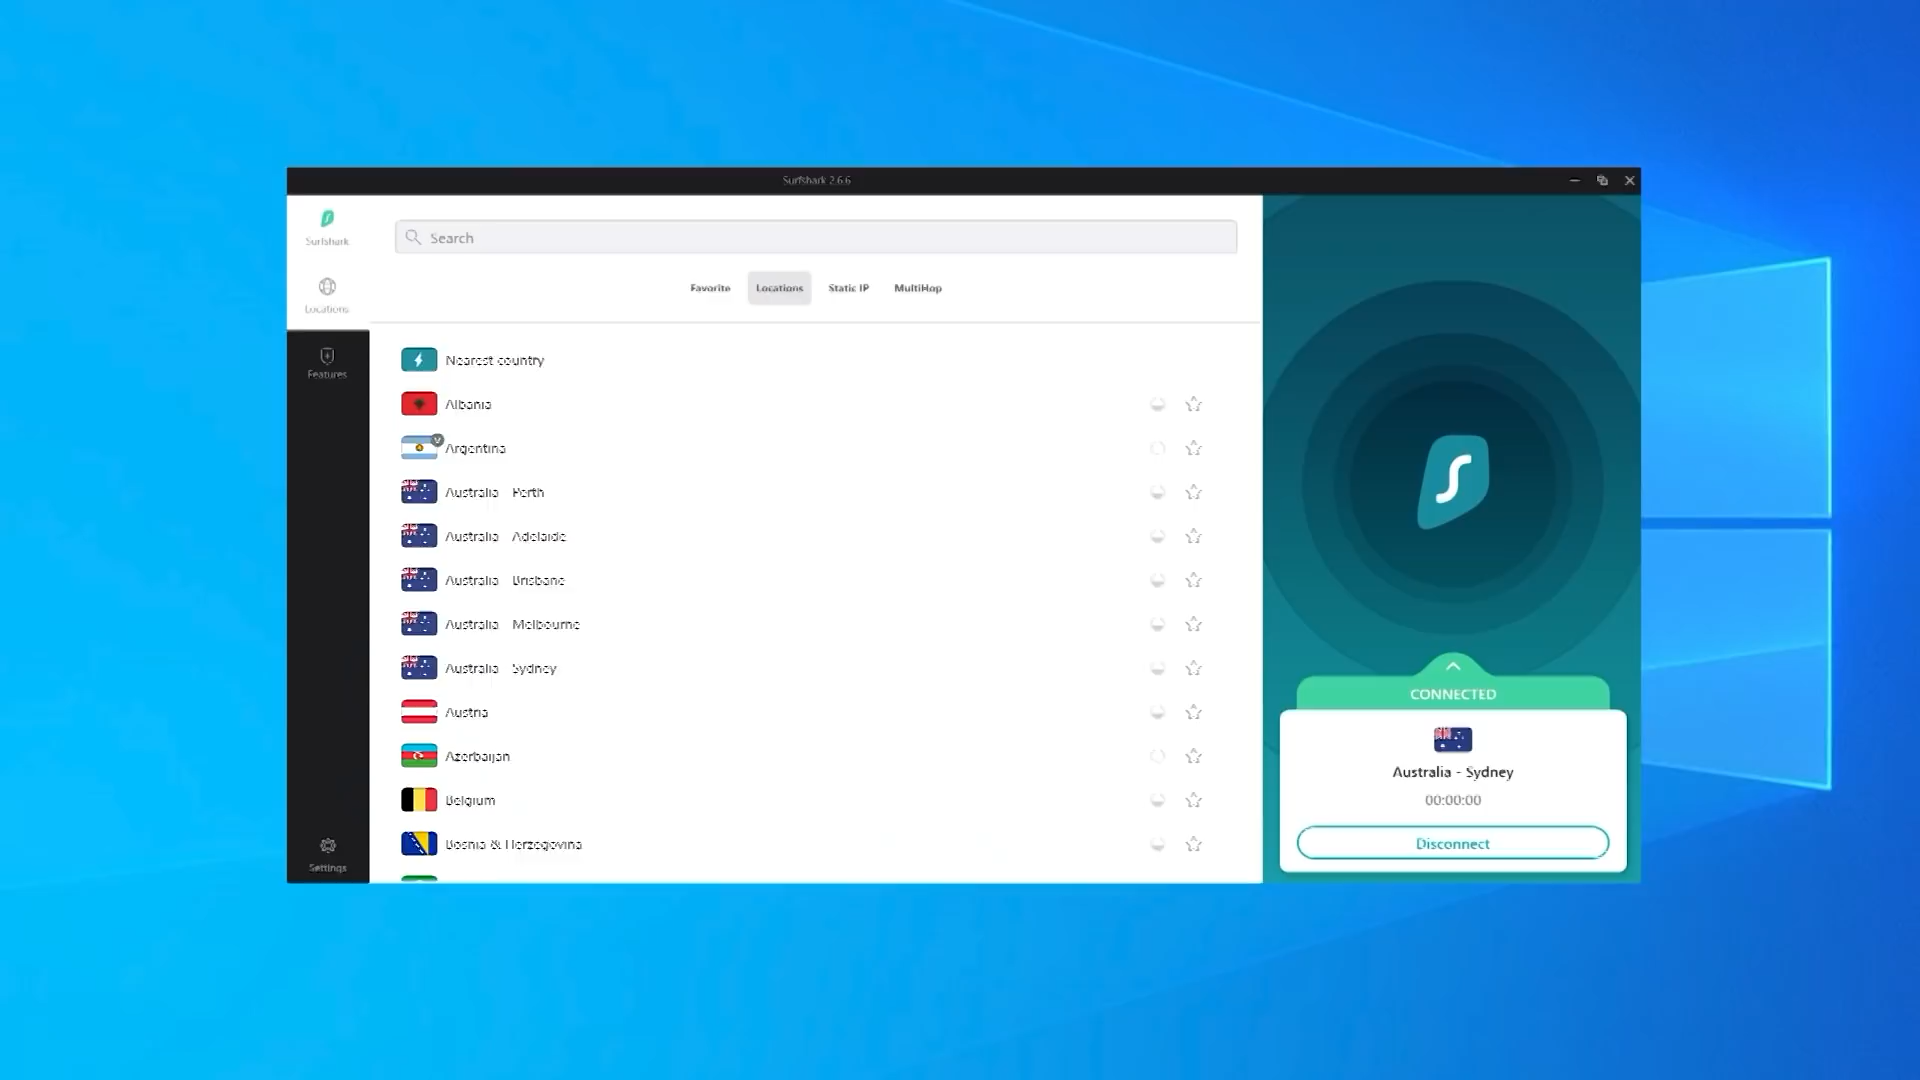 Surfshark 2.6.6
Surfshark
Search
Locations
Favorite Locations Static IP MultiHop
Features
Nearest country
Albania
Argentina
Australia Perth
Australia Adelaide
Australia Brisbane
Australia Melbourne
Australia Sydney
Austria
Azerbaijan
Belgium
Bosnia & Herzegovina
Settings
CONNECTED
Australia - Sydney
00:00:00
Disconnect